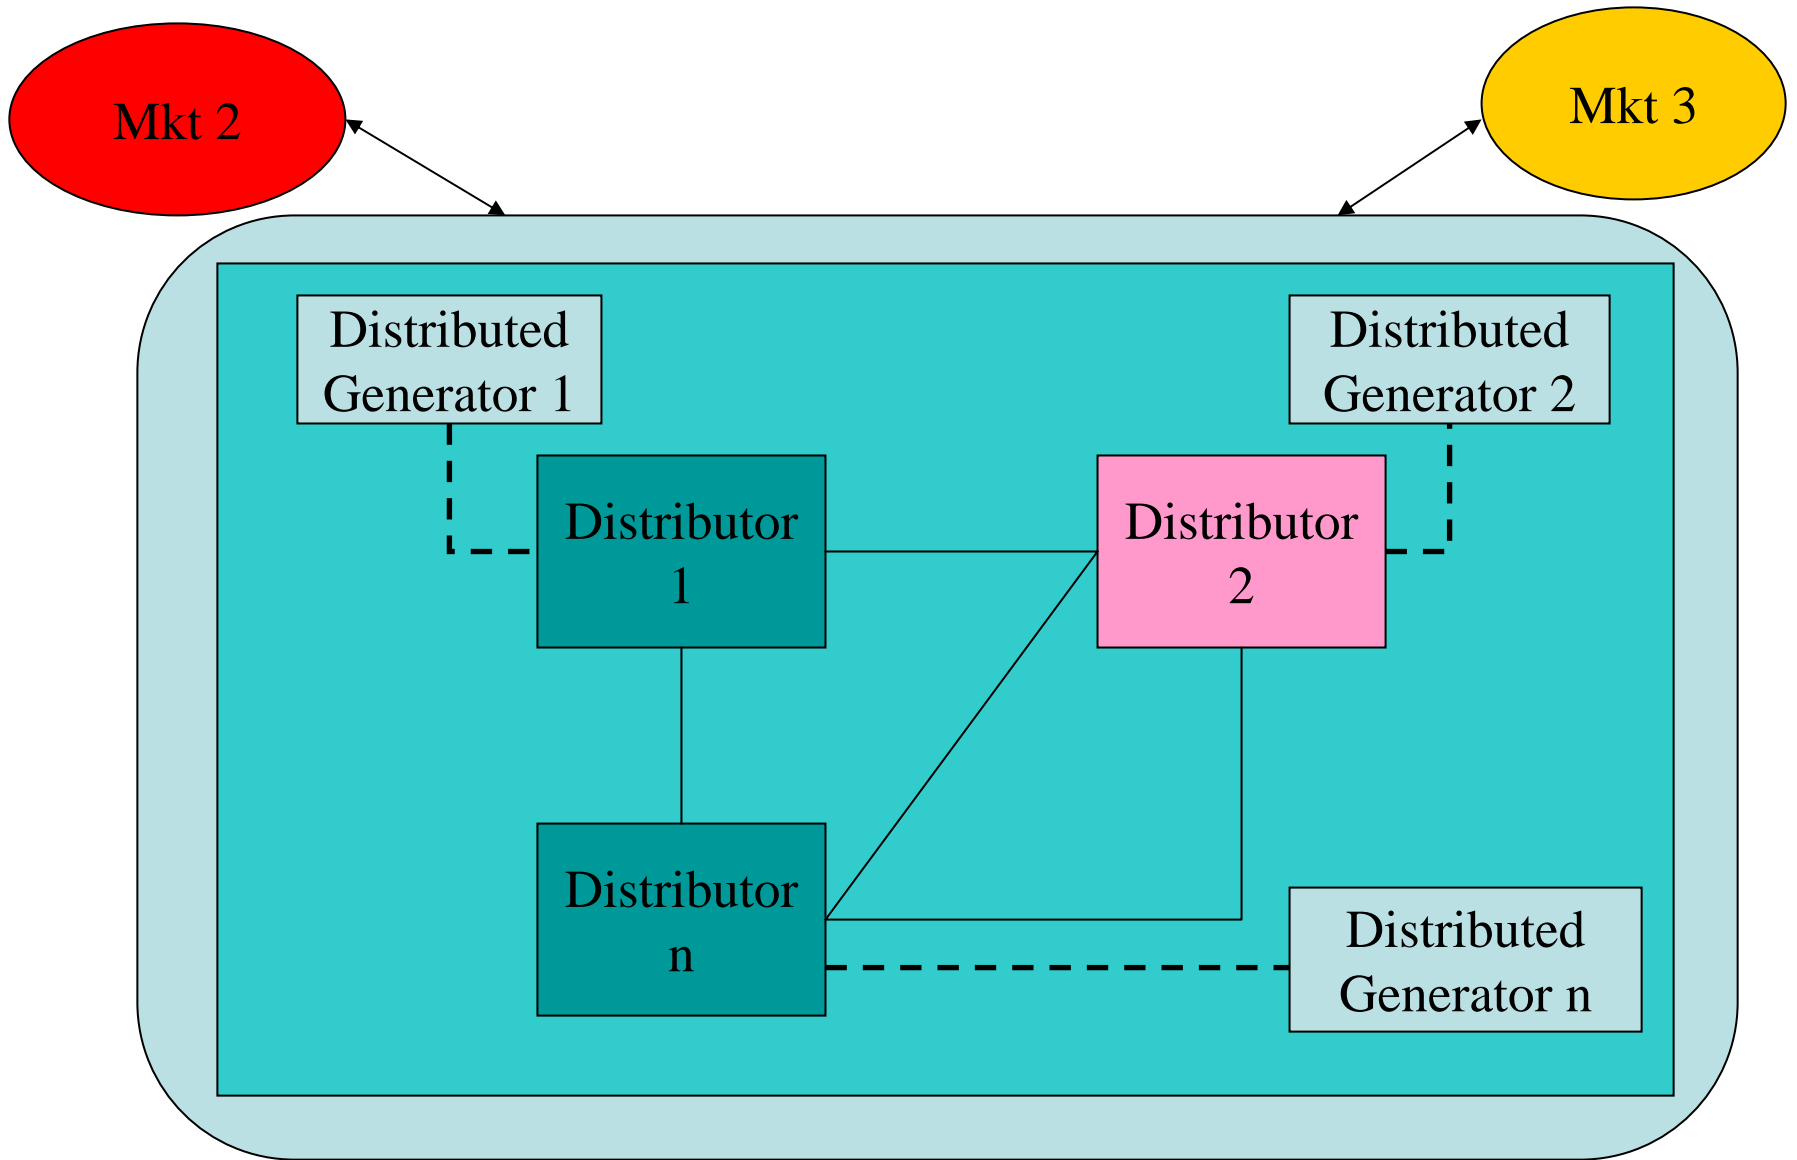 Mkt 2
Mkt 3
Distributed
Generator 1
Distributed
Generator 2
Distributor
1
Distributor
2
Distributor
n
Distributed
Generator n